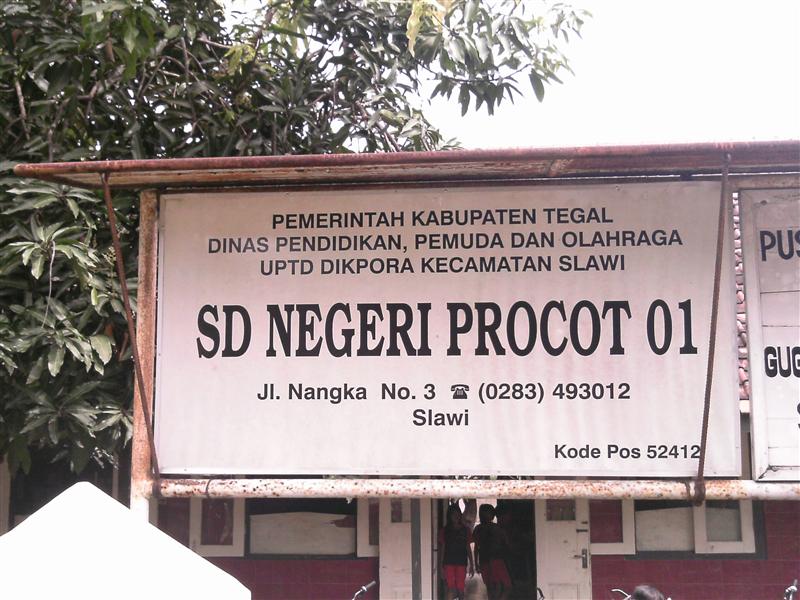 PEMERINTAH KABUPATEN TEGAL
DINAS PENDIDIKAN, PEMUDA DAN OLAHRAGA
UPTD DIKPORA KECAMATAN SLAWI
SD NEGERI PROCOT 01
Jl. Nangka No. 3 ☎ (0283) 493012
Slawi
Kode Pos 52412